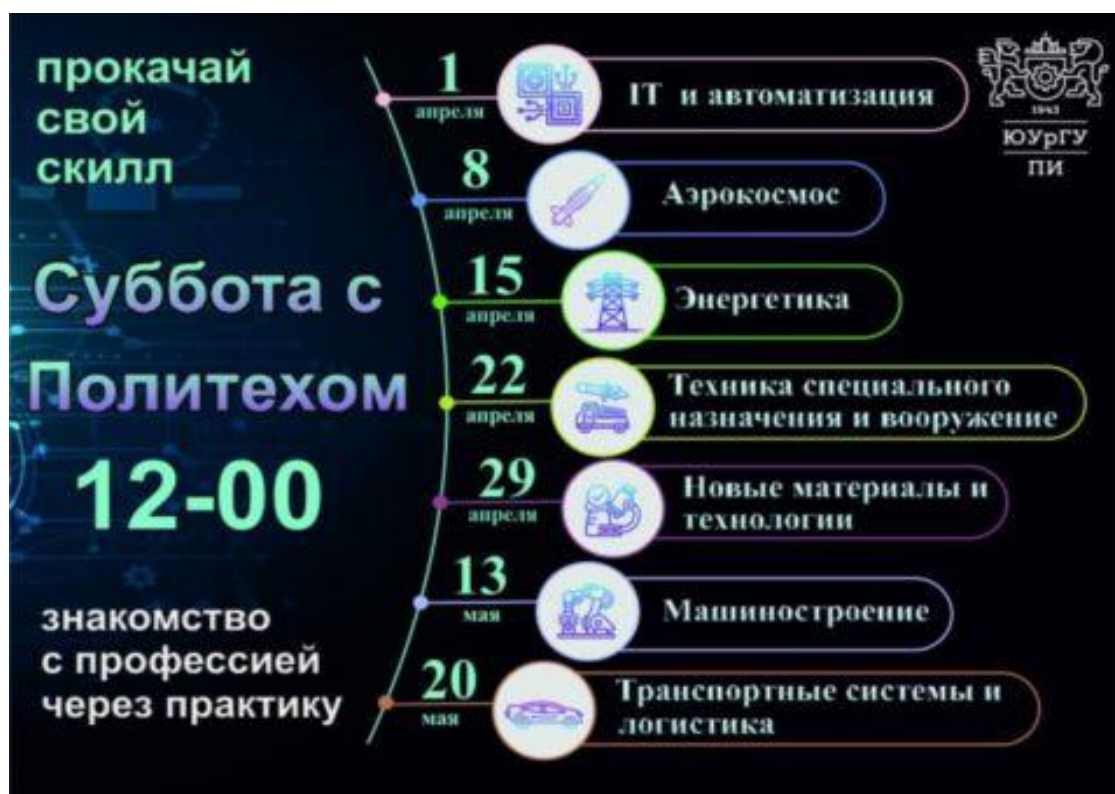 прокачай
свой
скилл
Суббота с
Политехом
12-00
знакомство
с профессией
через практику
1
апреля
IT и автоматизация
8
апреля
Аэрокосмос
15
апреля
Энергетика
22
апреля
Техника специального
назначения и вооружение
29
апреля
Новые материалы и
технологии
13
мая
Машиностроение
20
мая
Транспортные системы и
логистика
1943
ЮУрГУ
ПИ